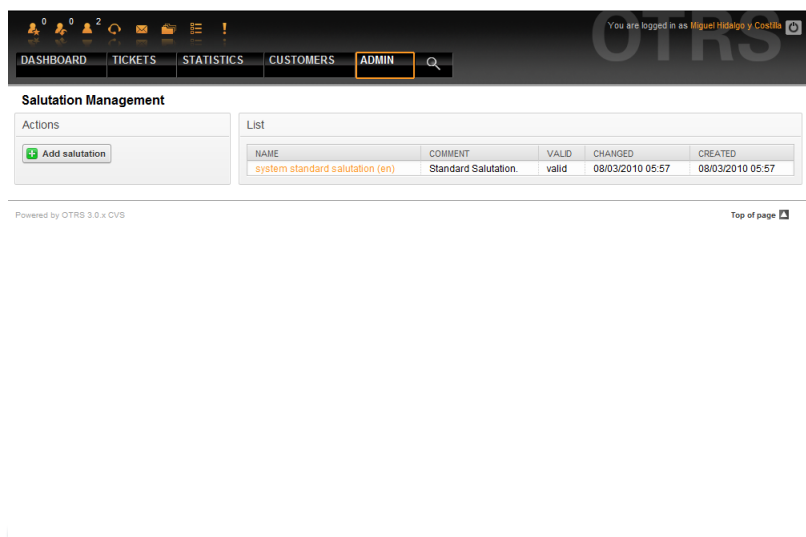 0 0 2
You are logged in as Miguel Hidalgo y Costilla
OTRS
DASHBOARD TICKETS STATISTICS CUSTOMERS ADMIN
Salutation Management
Actions
Add salutation
List
NAME COMMENT VALID CHANGED CREATED
system standard salutation (en) Standard Salutation. valid 08/03/2010 05:57 08/03/2010 05:57
Powered by OTRS 3.0.x CVS
Top of page